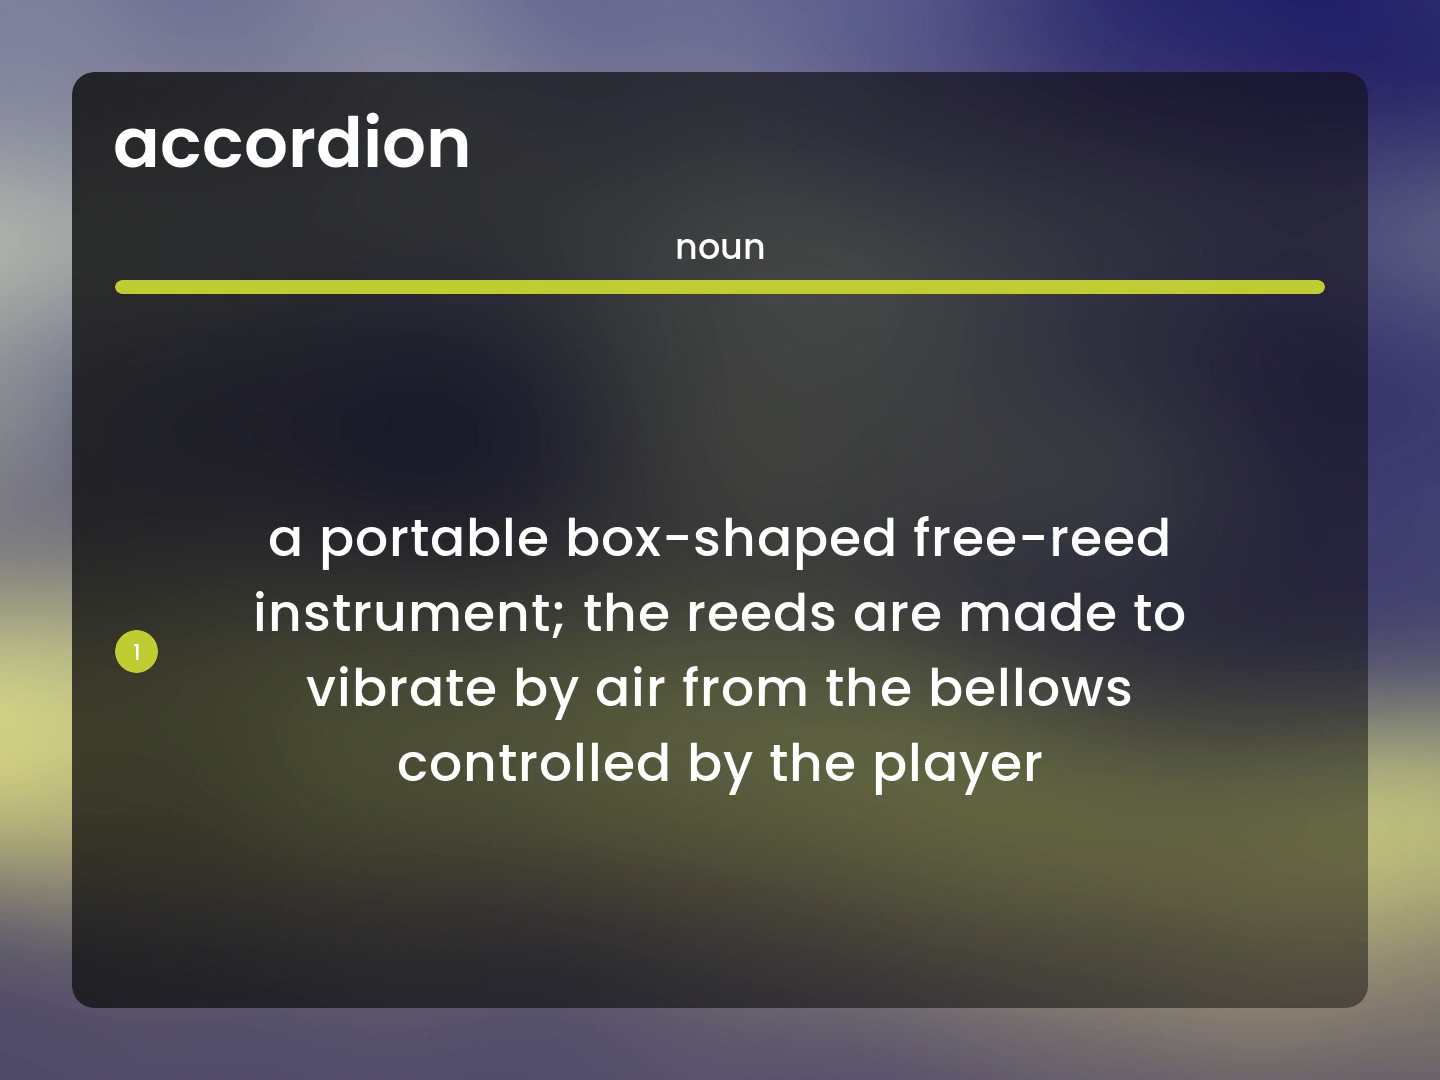 accordion
noun
1
a portable box-shaped free-reed
instrument; the reeds are made to
vibrate by air from the bellows
controlled by the player